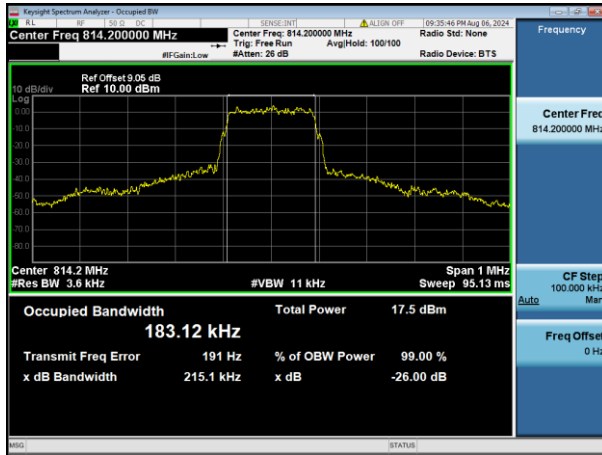 Keysight Spectrum Analyzer - Occupied BW
RL RF 50 Ω DC SENSE:INT ALIGN OFF 09:35:46 PM Aug 06, 2024
Center Freq 814.200000 MHz
Center Freq: 814.200000 MHz
Radio Std: None
Trig: Free Run Avg|Hold: 100/100
#IFGain:Low #Atten: 26 dB Radio Device: BTS
Frequency
Ref Offset 9.05 dB
10 dB/div Ref 10.00 dBm
Log
0.00
-10.0
-20.0
-30.0
-40.0
-50.0
-60.0
-70.0
-80.0
Center Freq
814.200000 MHz
Center 814.2 MHz Span 1 MHz
#Res BW 3.6 kHz #VBW 11 kHz Sweep 95.13 ms
CF Step
100.000 kHz
Auto Man
Occupied Bandwidth Total Power 17.5 dBm
183.12 kHz
Transmit Freq Error 191 Hz % of OBW Power 99.00 %
x dB Bandwidth 215.1 kHz x dB -26.00 dB
Freq Offset
0 Hz
MSG STATUS